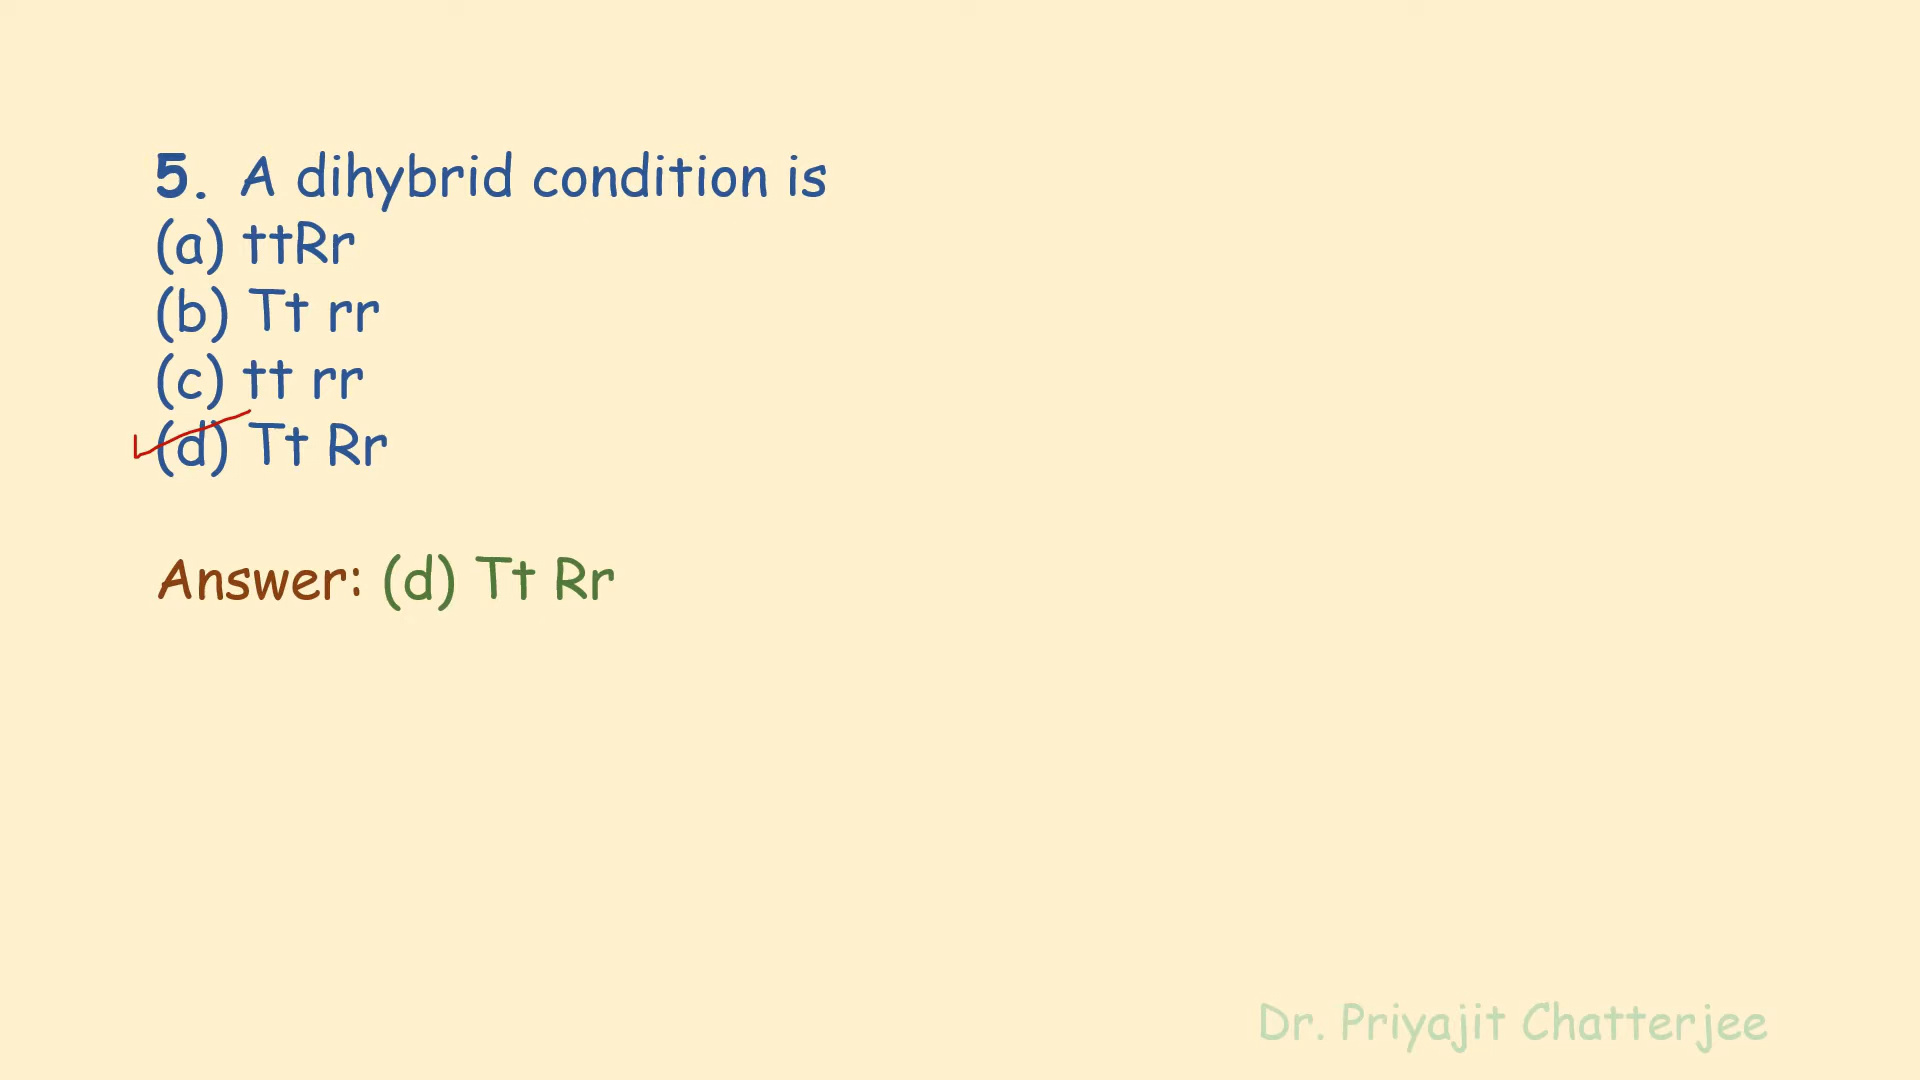 5. A dihybrid condition is
(a) ttRr
(b) Tt rr
(c) tt rr
(d) Tt Rr
Answer: (d) Tt Rr
Dr. Priyajit Chatterjee